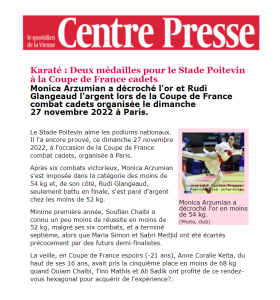 le quotidien
de la Vienne
Centre Presse
Karaté : Deux médailles pour le Stade Poitevin
à la Coupe de France cadets
Monica Arzumian a décroché l'or et Rudi
Glangeaud l'argent lors de la Coupe de France
combat cadets organisée le dimanche
27 novembre 2022 à Paris.
Le Stade Poitevin aime les podiums nationaux.
Il l'a encore prouvé, ce dimanche 27 novembre
2022, à l'occasion de la Coupe de France
combat cadets, organisée à Paris.
Après six combats victorieux, Monica Arzumian
s'est imposée dans la catégorie des moins de
54 kg et, de son côté, Rudi Glangeaud,
seulement battu en finale, s'est paré d'argent
chez les moins de 52 kg.
Minime première année, Soufian Chaibi a
connu un peu moins de réussite en moins de
52 kg, malgré ses six combats, et a terminé
septième, alors que Maria Simon et Sabri Medjid ont été écartés
précocement par des futurs demi-finalistes.
La veille, en Coupe de France espoirs (-21 ans), Anne Coralie Keita, du
haut de ses 16 ans, avait pris la cinquième place en moins de 68 kg
quand Ouiam Chaibi, Tino Mathis et Ali Sadik ont profité de ce rendez-
vous hexagonal pour acquérir de l'expérience?.
Monica Arzumian a
décroché l'or en moins
de 54 kg.
(Photo, club)